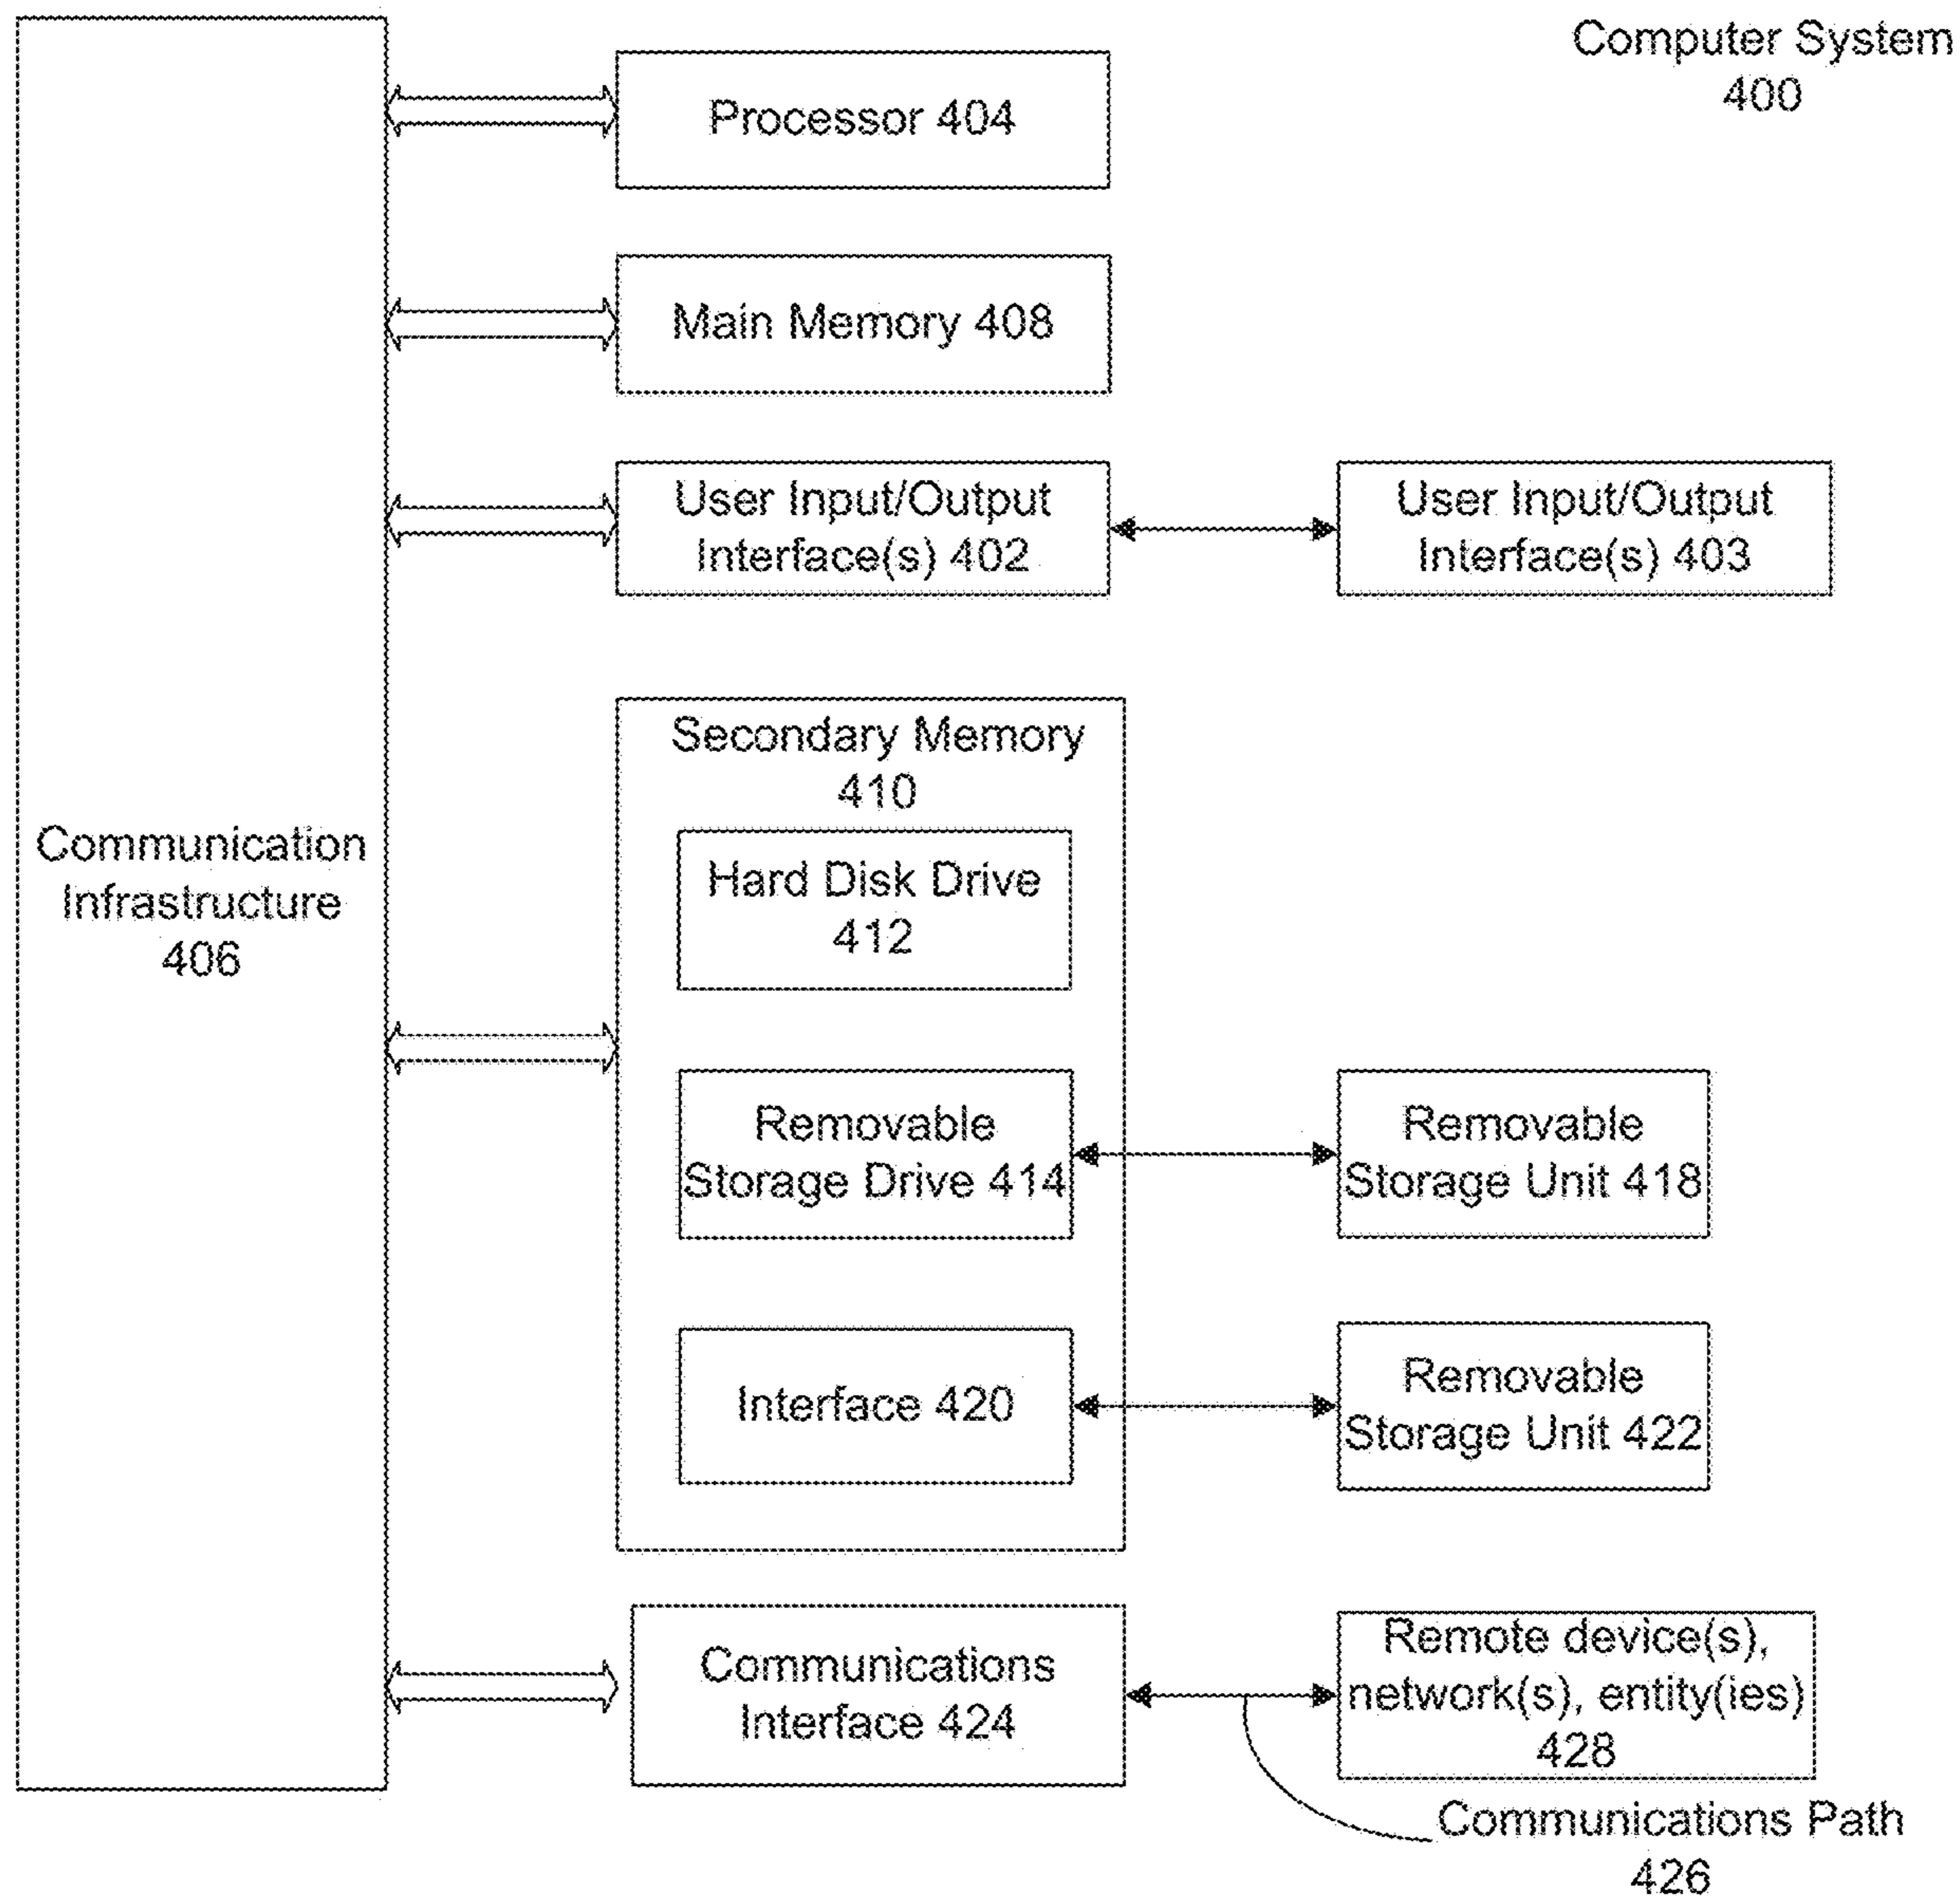 Computer System
400
Processor 404
Main Memory 408
User Input/Output
Interface(s) 402
User Input/Output
Interface(s) 403
Secondary Memory
410
Communication
Infrastructure
406
Hard Disk Drive
412
Removable
Storage Drive 414
Removable
Storage Unit 418
Interface 420
Removable
Storage Unit 422
Communications
Interface 424
Remote device(s),
network(s), entity(ies)
428
Communications Path
426